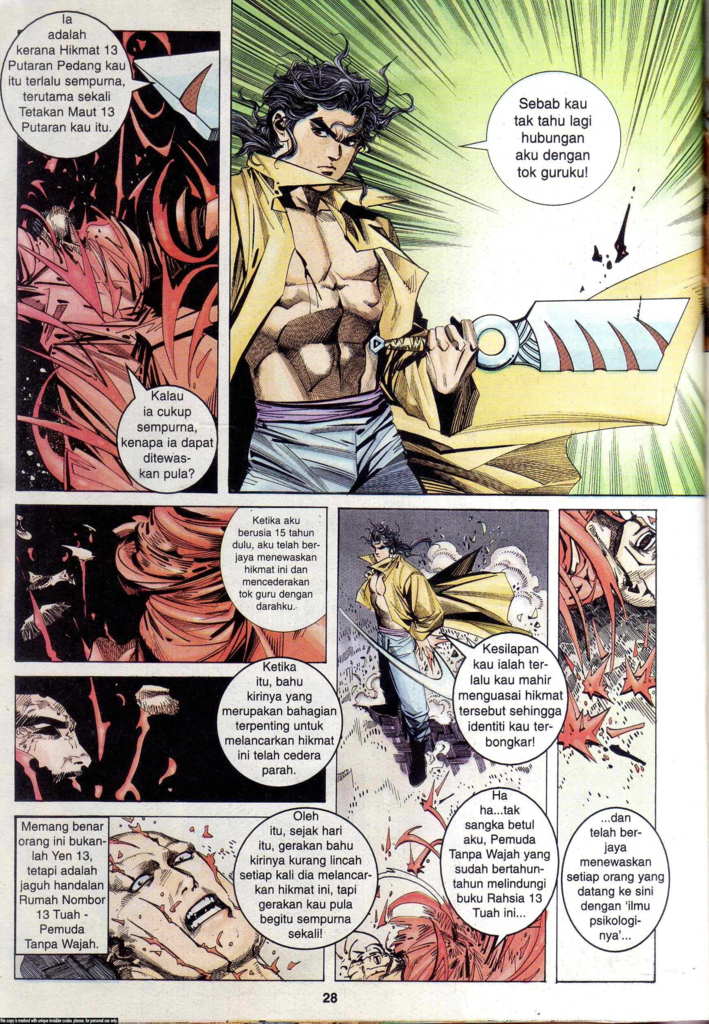 Ia
adalah
kerana Hikmat 13
Putaran Pedang kau
itu terlalu sempurna,
terutama sekali
Tetakan Maut 13
Putaran kau itu.
Kalau
ia cukup
sempurna,
kenapa ia dapat
ditewas-
kan pula?
Sebab kau
tak tahu lagi
hubungan
aku dengan
tok guruku!
Ketika aku
berusia 15 tahun
dulu, aku telah ber-
jaya menewaskan
hikmat ini dan
mencederakan
tok guru dengan
darahku.
Ketika
itu, bahu
kirinya yang
merupakan bahagian
terpenting untuk
melancarkan hikmat
ini telah cedera
parah.
Memang benar
orang ini bukan-
lah Yen 13,
tetapi adalah
jaguh handalan
Rumah Nombor
13 Tuah -
Pemuda
Tanpa Wajah.
Oleh
itu, sejak hari
itu, gerakan bahu
kirinya kurang lincah
setiap kali dia melancar-
kan hikmat ini, tapi
gerakan kau pula
begitu sempurna
sekali!
Kesilapan
kau ialah ter-
lalu kau mahir
menguasai hikmat
tersebut sehingga
identiti kau ter-
bongkar!
Ha
ha...tak
sangka betul
aku, Pemuda
Tanpa Wajah yang
sudah bertahun-
tahun melindungi
buku Rahsia 13
Tuah ini...
...dan
telah ber-
jaya
menewaskan
setiap orang yang
datang ke sini
dengan 'ilmu
psikologi-
nya'...
28